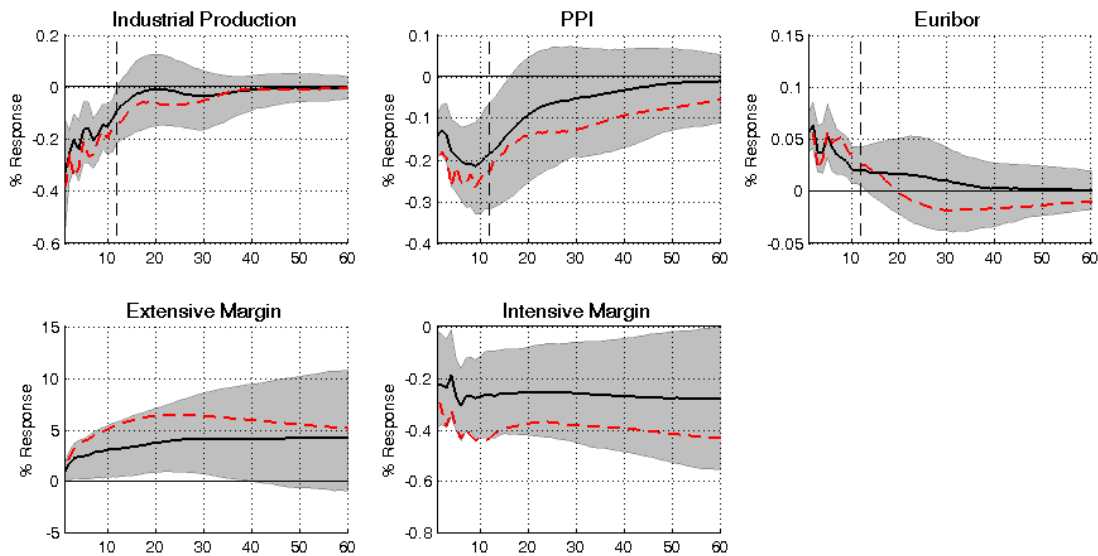 Industrial Production
% Response
0.2
0
-0.2
-0.4
-0.6
10 20 30 40 50 60
PPI
% Response
0.1
0
-0.1
-0.2
-0.3
-0.4
10 20 30 40 50 60
Euribor
% Response
0.15
0.1
0.05
0
-0.05
10 20 30 40 50 60
Extensive Margin
% Response
15
10
5
0
-5
10 20 30 40 50 60
Intensive Margin
% Response
0
-0.2
-0.4
-0.6
-0.8
10 20 30 40 50 60